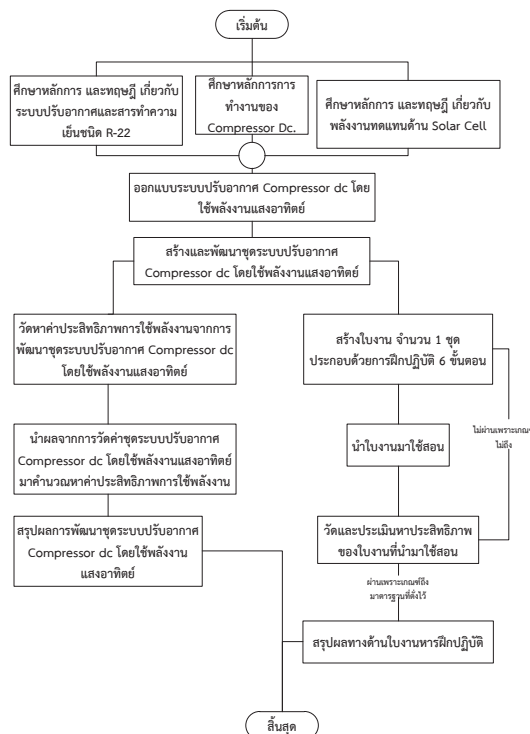 เริ่มต้น
ศึกษาหลักการ และทฤษฎี เกี่ยวกับ
ระบบปรับอากาศและสารทำความ
เย็นชนิด R-22
ศึกษาหลักการการ
ทำงานของ
Compressor Dc.
ศึกษาหลักการ และทฤษฎี เกี่ยวกับ
พลังงานทดแทนด้าน Solar Cell
ออกแบบระบบปรับอากาศ Compressor dc โดย
ใช้พลังงานแสงอาทิตย์
สร้างและพัฒนาชุดระบบปรับอากาศ
Compressor dc โดยใช้พลังงานแสงอาทิตย์
วัดหาค่าประสิทธิภาพการใช้พลังงานจากการ
พัฒนาชุดระบบปรับอากาศ Compressor dc
โดยใช้พลังงานแสงอาทิตย์
สร้างใบงาน จำนวน 1 ชุด
ประกอบด้วยการฝึกปฏิบัติ 6 ขั้นตอน
นำผลจากการวัดค่าชุดระบบปรับอากาศ
Compressor dc โดยใช้พลังงานแสงอาทิตย์
มาคำนวณหาค่าประสิทธิภาพการใช้พลังงาน
นำใบงานมาใช้สอน
ไม่ผ่านเพราะเกณฑ์
ไม่ถึง
สรุปผลการพัฒนาชุดระบบปรับอากาศ
Compressor dc โดยใช้พลังงาน
แสงอาทิตย์
วัดและประเมินหาประสิทธิภาพ
ของใบงานที่นำมาใช้สอน
ผ่านเพราะเกณฑ์ถึง
มาตารฐานที่ตั้งไว้
สรุปผลทางด้านใบงานหารฝึกปฏิบัติ
สิ้นสุด